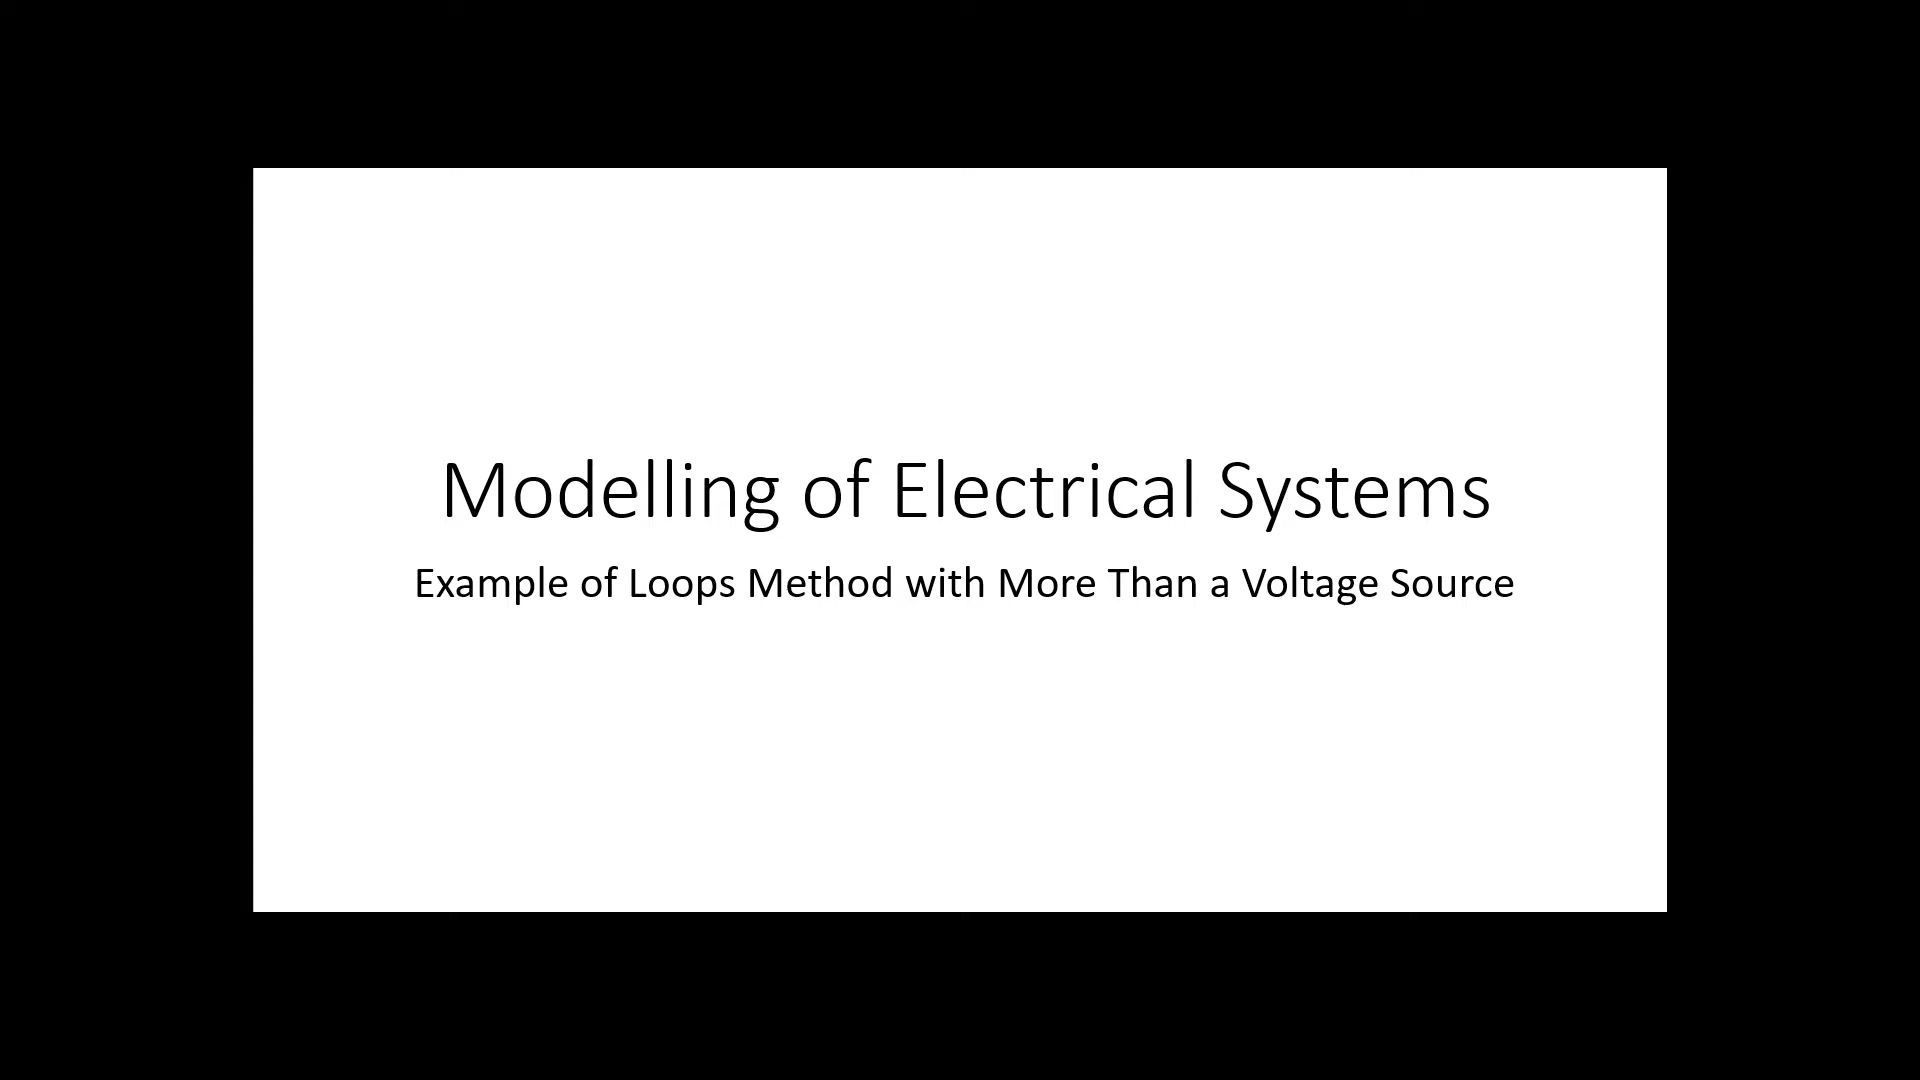 Modelling of Electrical Systems
Example of Loops Method with More Than a Voltage Source